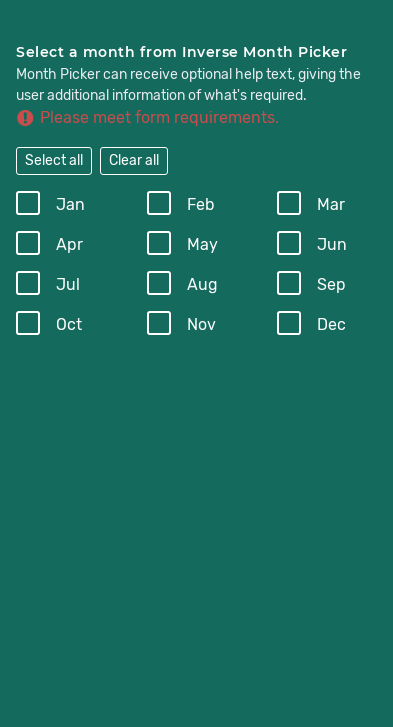 Select a month from Inverse Month Picker
Month Picker can receive optional help text, giving the
user additional information of what's required.
Please meet form requirements.
Select all Clear all
Jan Feb Mar
Apr May Jun
Jul Aug Sep
Oct Nov Dec